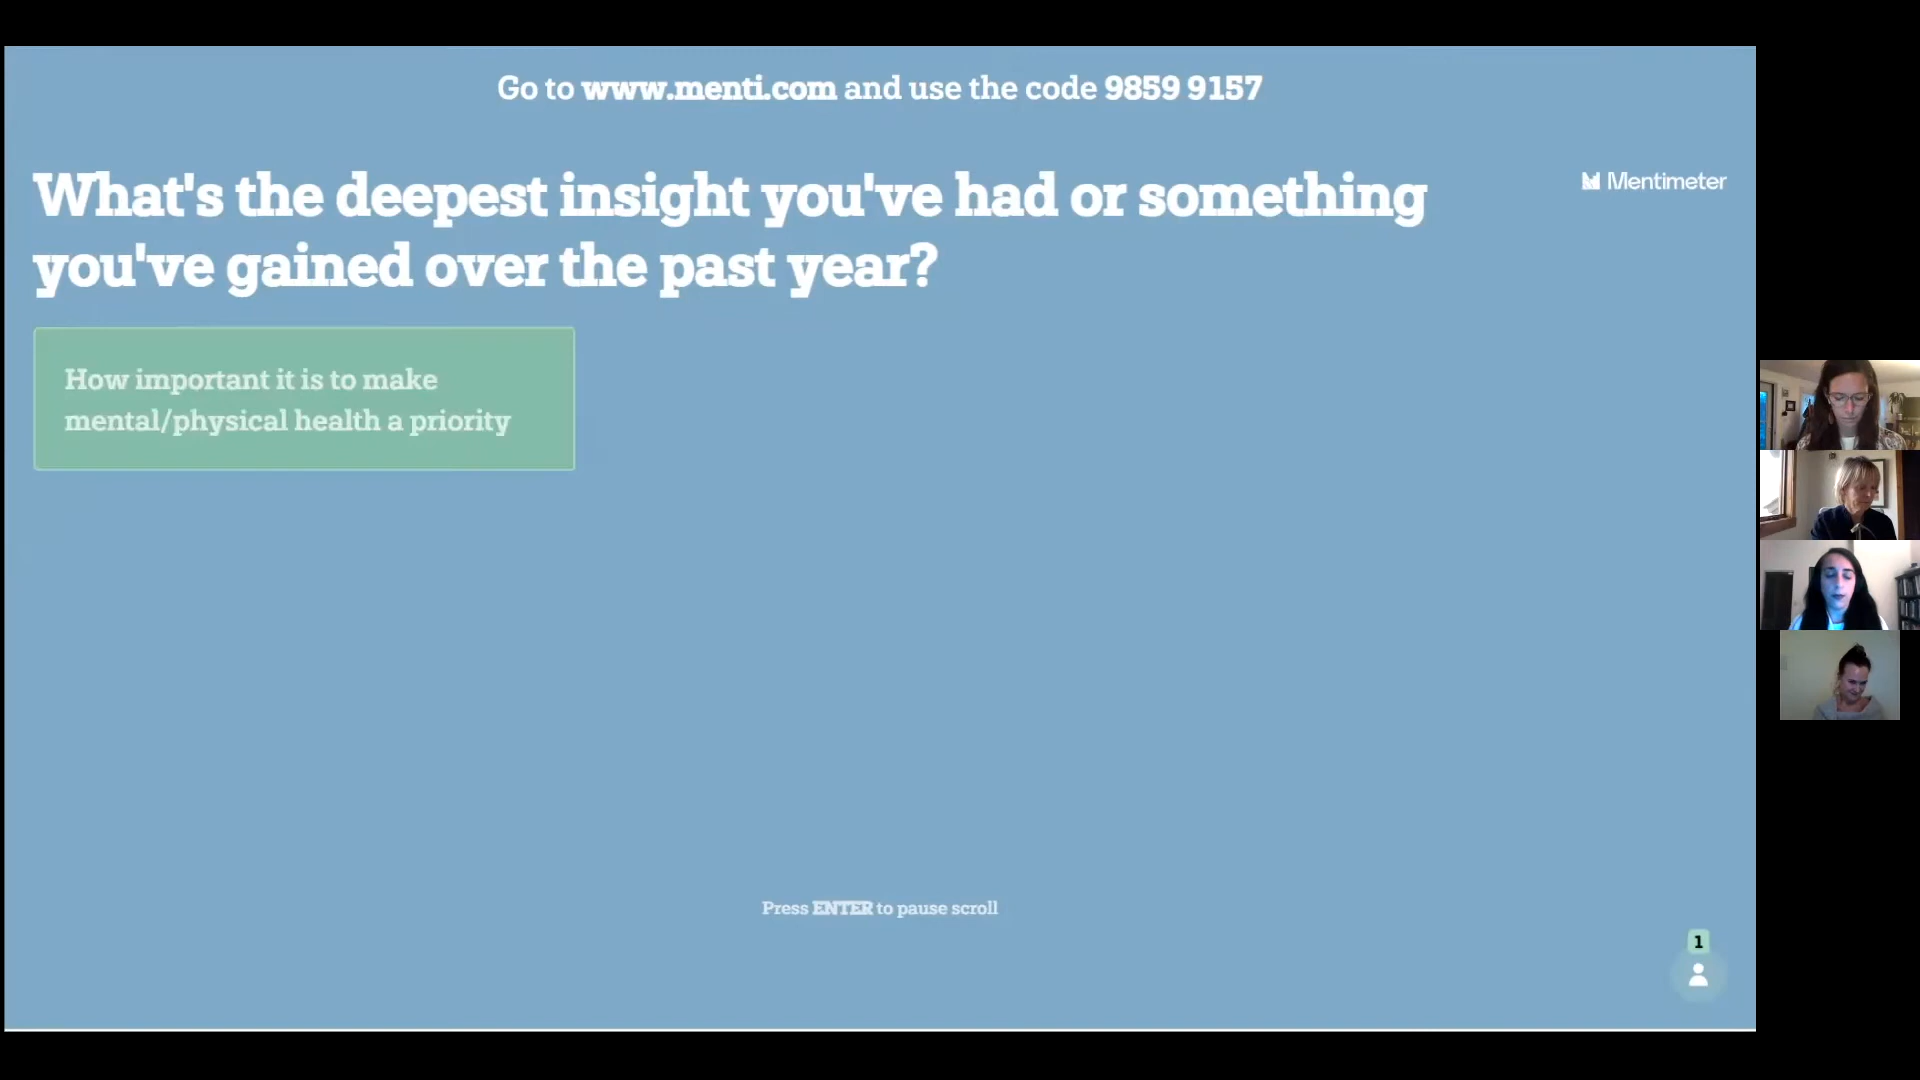 Go to www.menti.com and use the code 9859 9157
What's the deepest insight you've had or something
you've gained over the past year?
Mentimeter
How important it is to make
mental/physical health a priority
Press ENTER to pause scroll
1